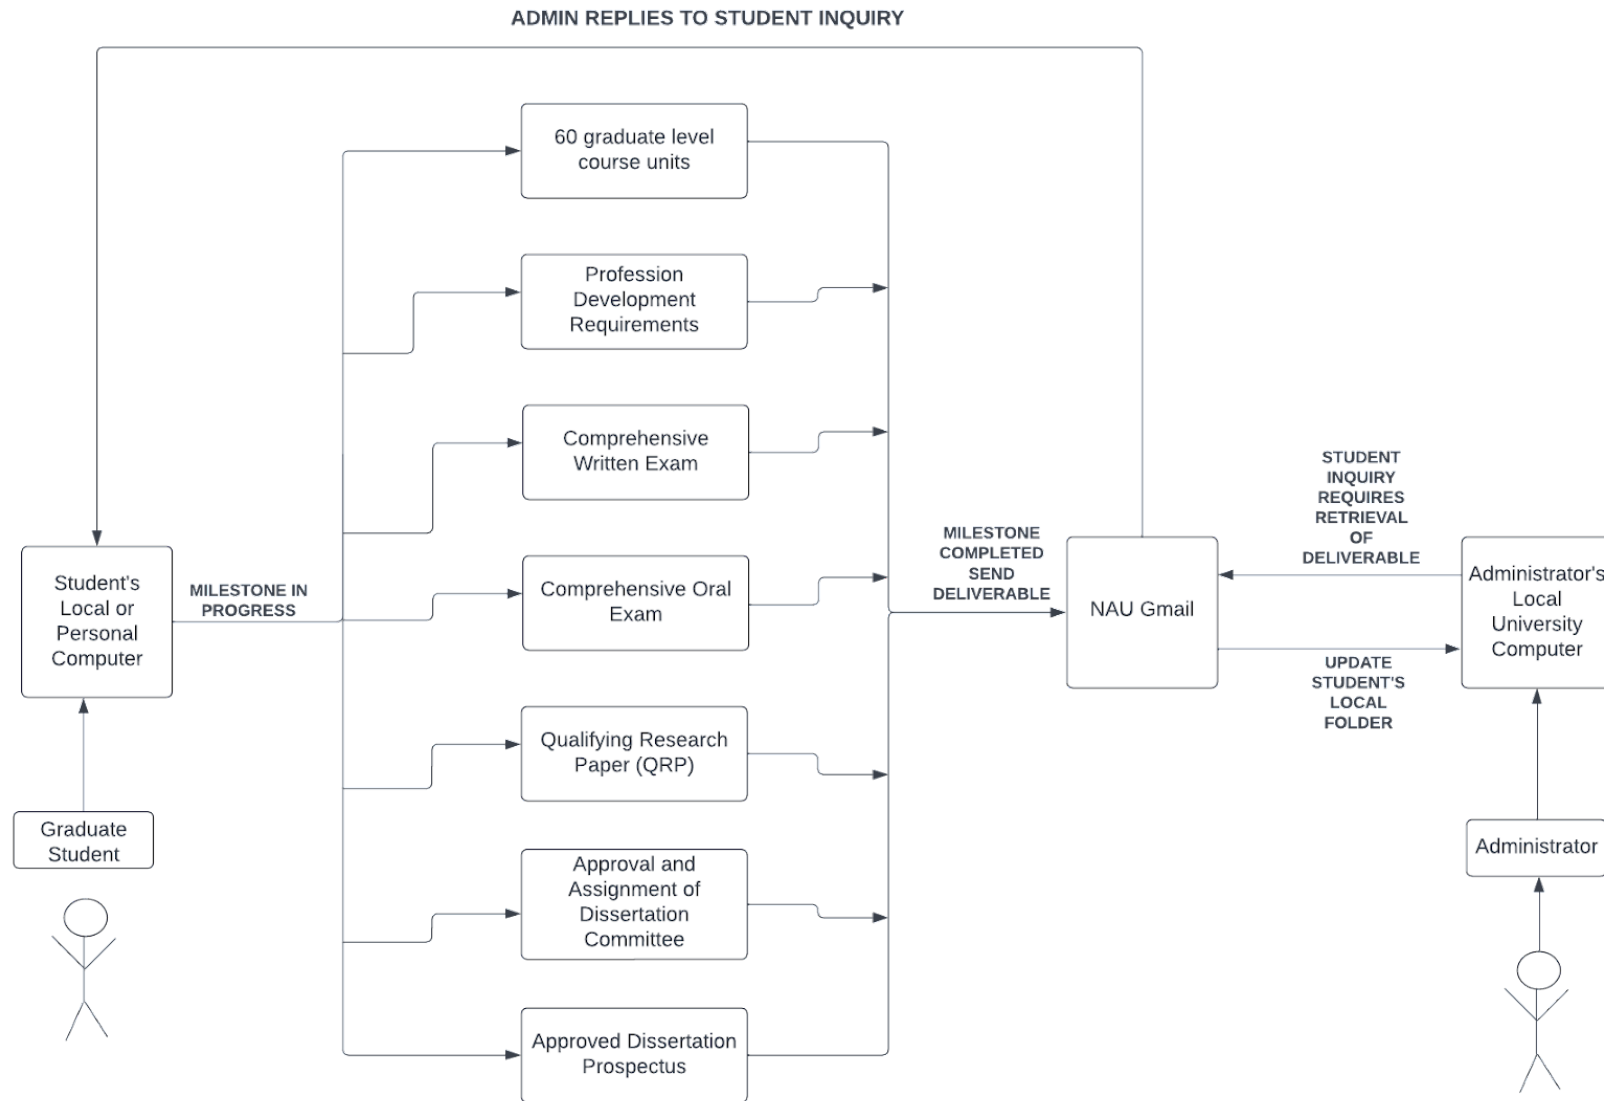 ADMIN REPLIES TO STUDENT INQUIRY
60 graduate level
course units
Profession
Development
Requirements
Comprehensive
Written Exam
Comprehensive Oral
Exam
Qualifying Research
Paper (QRP)
Approval and
Assignment of
Dissertation
Committee
Approved Dissertation
Prospectus
Student's
Local or
Personal
Computer
MILESTONE IN
PROGRESS
Graduate
Student
MILESTONE
COMPLETED
SEND
DELIVERABLE
NAU Gmail
STUDENT
INQUIRY
REQUIRES
RETRIEVAL
OF
DELIVERABLE
UPDATE
STUDENT'S
LOCAL
FOLDER
Administrator's
Local
University
Computer
Administrator